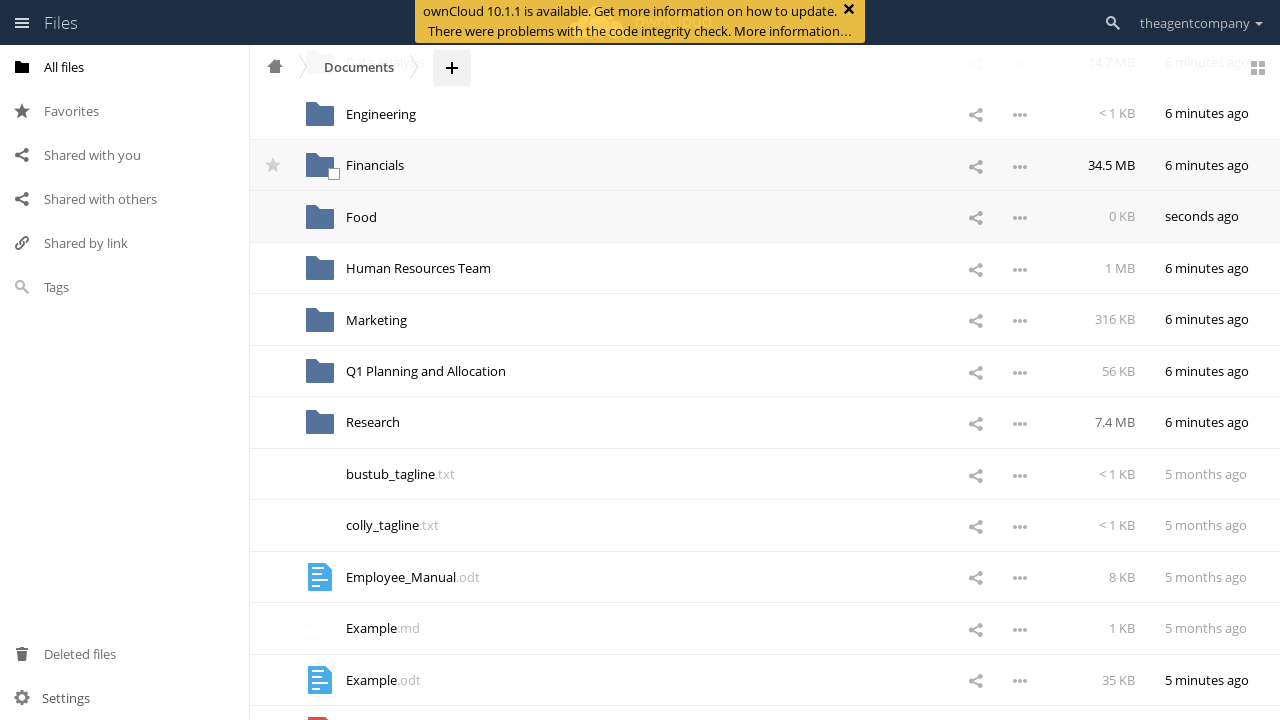 ownCloud 10.1.1 is available. Get more information on how to update.
There were problems with the code integrity check. More information…
Files
theagentcompany
All files
Favorites
Shared with you
Shared with others
Shared by link
Tags
Deleted files
Settings
Documents
14.7 MB 6 minutes ago
Engineering < 1 KB 6 minutes ago
Financials 34.5 MB 6 minutes ago
Food 0 KB seconds ago
Human Resources Team 1 MB 6 minutes ago
Marketing 316 KB 6 minutes ago
Q1 Planning and Allocation 56 KB 6 minutes ago
Research 7.4 MB 6 minutes ago
bustub_tagline.txt < 1 KB 5 months ago
colly_tagline.txt < 1 KB 5 months ago
Employee_Manual.odt 8 KB 5 months ago
Example.md 1 KB 5 months ago
Example.odt 35 KB 5 minutes ago